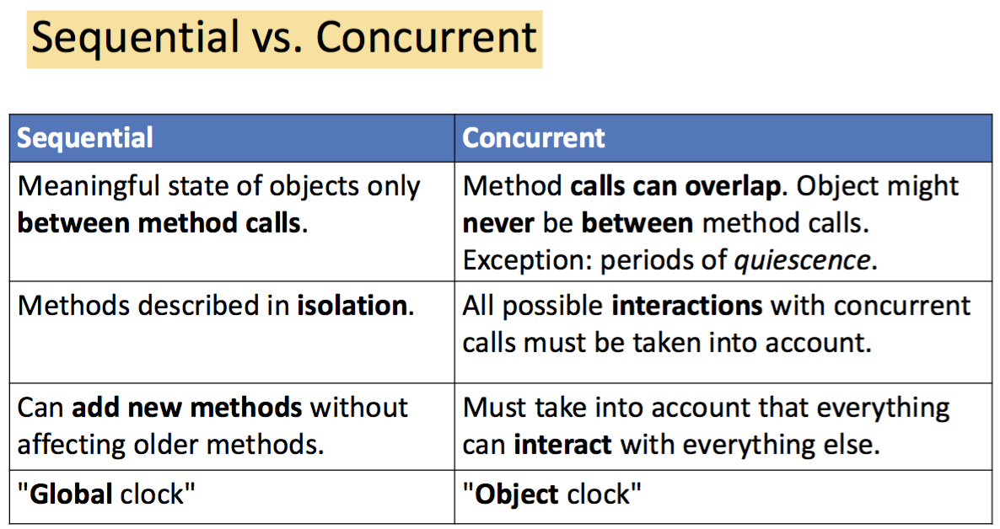 Sequential vs. Concurrent
Sequential
Concurrent
Meaningful state of objects only
between method calls.
Method calls can overlap. Object might
never be between method calls.
Exception: periods of quiescence.
Methods described in isolation.
All possible interactions with concurrent
calls must be taken into account.
Can add new methods without
affecting older methods.
Must take into account that everything
can interact with everything else.
"Global clock"
"Object clock"